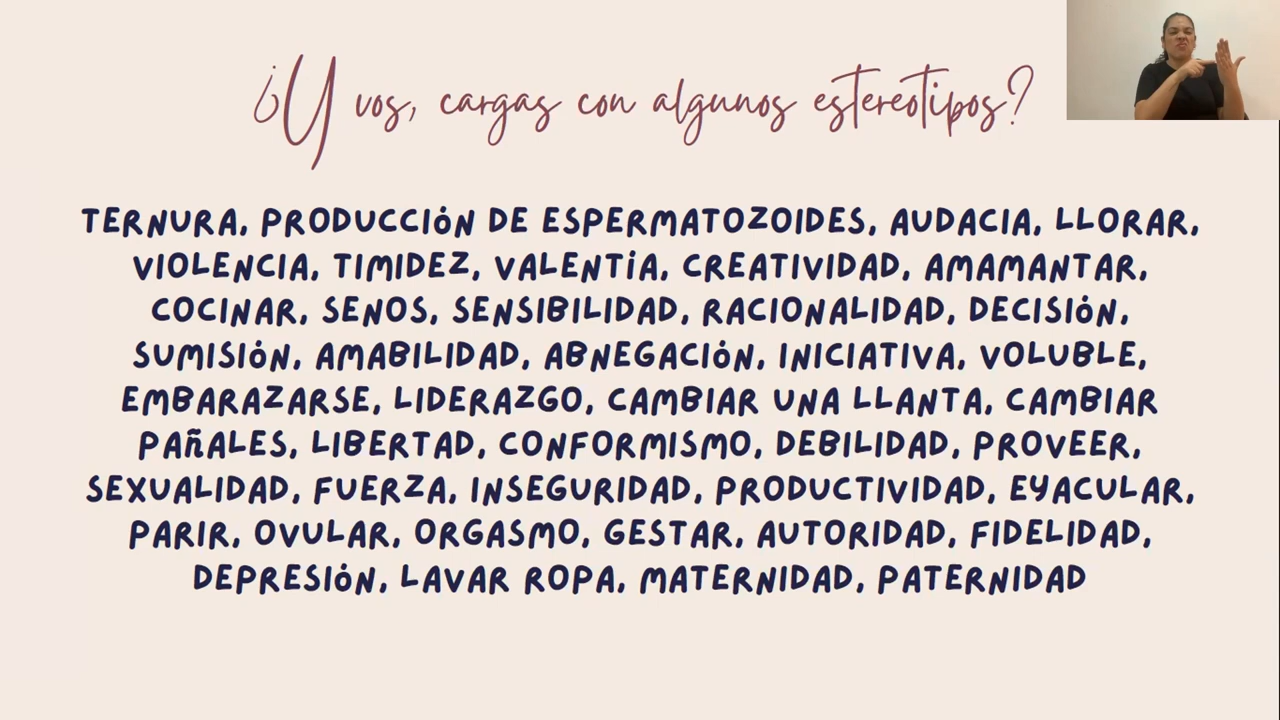 ¿Y vos, cargas con algunos estereotipos?
TERNURA, PRODUCCIÓN DE ESPERMATOZOIDES, AUDACIA, LLORAR,
VIOLENCIA, TIMIDEZ, VALENTÍA, CREATIVIDAD, AMAMANTAR,
COCINAR, SENOS, SENSIBILIDAD, RACIONALIDAD, DECISIÓN,
SUMISIÓN, AMABILIDAD, ABNEGACIÓN, INICIATIVA, VOLUBLE,
EMBARAZARSE, LIDERAZGO, CAMBIAR UNA LLANTA, CAMBIAR
PAÑALES, LIBERTAD, CONFORMISMO, DEBILIDAD, PROVEER,
SEXUALIDAD, FUERZA, INSEGURIDAD, PRODUCTIVIDAD, EYACULAR,
PARIR, OVULAR, ORGASMO, GESTAR, AUTORIDAD, FIDELIDAD,
DEPRESIÓN, LAVAR ROPA, MATERNIDAD, PATERNIDAD